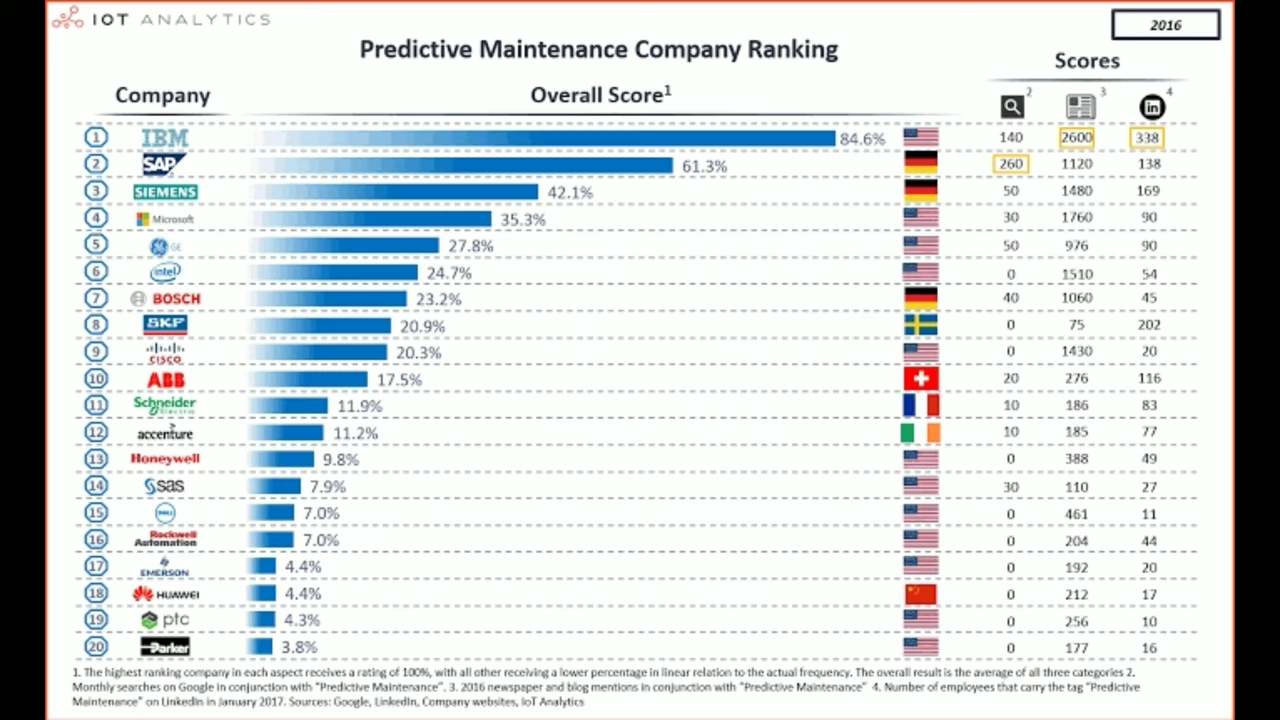 IOT ANALYTICS
2016
Predictive Maintenance Company Ranking
Scores
Company Overall Score1
2 3 4
in
1 IBM 84.6% 140 2600 338
2 SAP 61.3% 260 1120 138
3 SIEMENS 42.1% 50 1480 169
4 Microsoft 35.3% 30 1760 90
5 GE 27.8% 50 976 90
6 intel 24.7% 0 1510 54
7 BOSCH 23.2% 40 1060 45
8 SKF 20.9% 0 75 202
9 CISCO 20.3% 0 1430 20
10 ABB 17.5% 20 276 116
11 Schneider Electric 11.9% 10 186 83
12 accenture 11.2% 10 185 77
13 Honeywell 9.8% 0 388 49
14 sas 7.9% 30 110 27
15 DELL 7.0% 0 461 11
16 Rockwell Automation 7.0% 0 204 44
17 EMERSON 4.4% 0 192 20
18 HUAWEI 4.4% 0 212 17
19 ptc 4.3% 0 256 10
20 Parker 3.8% 0 177 16
1. The highest ranking company in each aspect receives a rating of 100%, with all other receiving a lower percentage in linear relation to the actual frequency. The overall result is the average of all three categories 2.
Monthly searches on Google in conjunction with "Predictive Maintenance". 3. 2016 newspaper and blog mentions in conjunction with "Predictive Maintenance" 4. Number of employees that carry the tag "Predictive
Maintenance" on LinkedIn in January 2017. Sources: Google, LinkedIn, Company websites, IoT Analytics